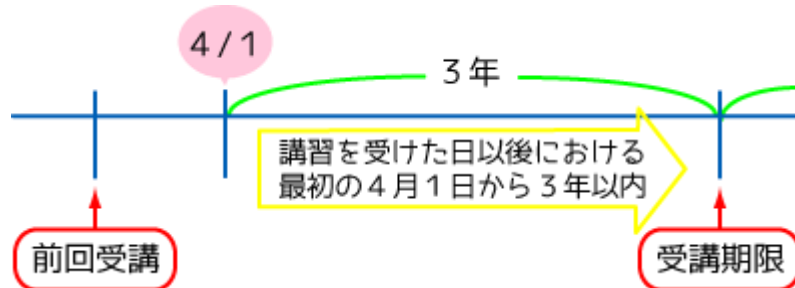 4/1
3年
講習を受けた日以後における
最初の4月1日から3年以内
前回受講
受講期限